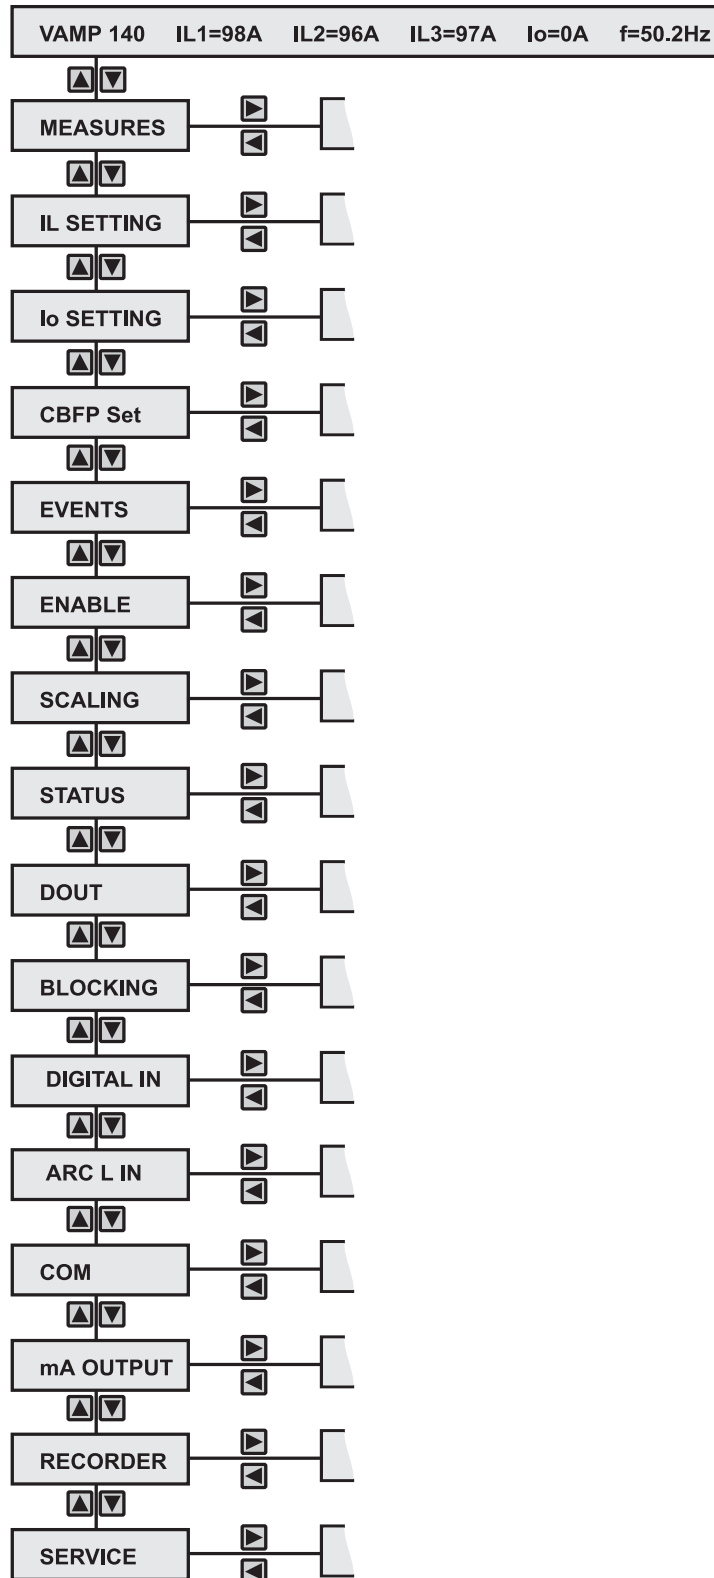 VAMP 140 IL1=98A IL2=96A IL3=97A Io=0A f=50.2Hz
MEASURES
IL SETTING
Io SETTING
CBFP Set
EVENTS
ENABLE
SCALING
STATUS
DOUT
BLOCKING
DIGITAL IN
ARC L IN
COM
mA OUTPUT
RECORDER
SERVICE